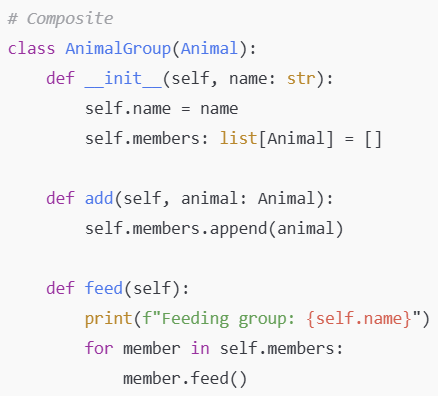 # Composite
class AnimalGroup(Animal):
    def __init__(self, name: str):
        self.name = name
        self.members: list[Animal] = []

    def add(self, animal: Animal):
        self.members.append(animal)

    def feed(self):
        print(f"Feeding group: {self.name}")
        for member in self.members:
            member.feed()